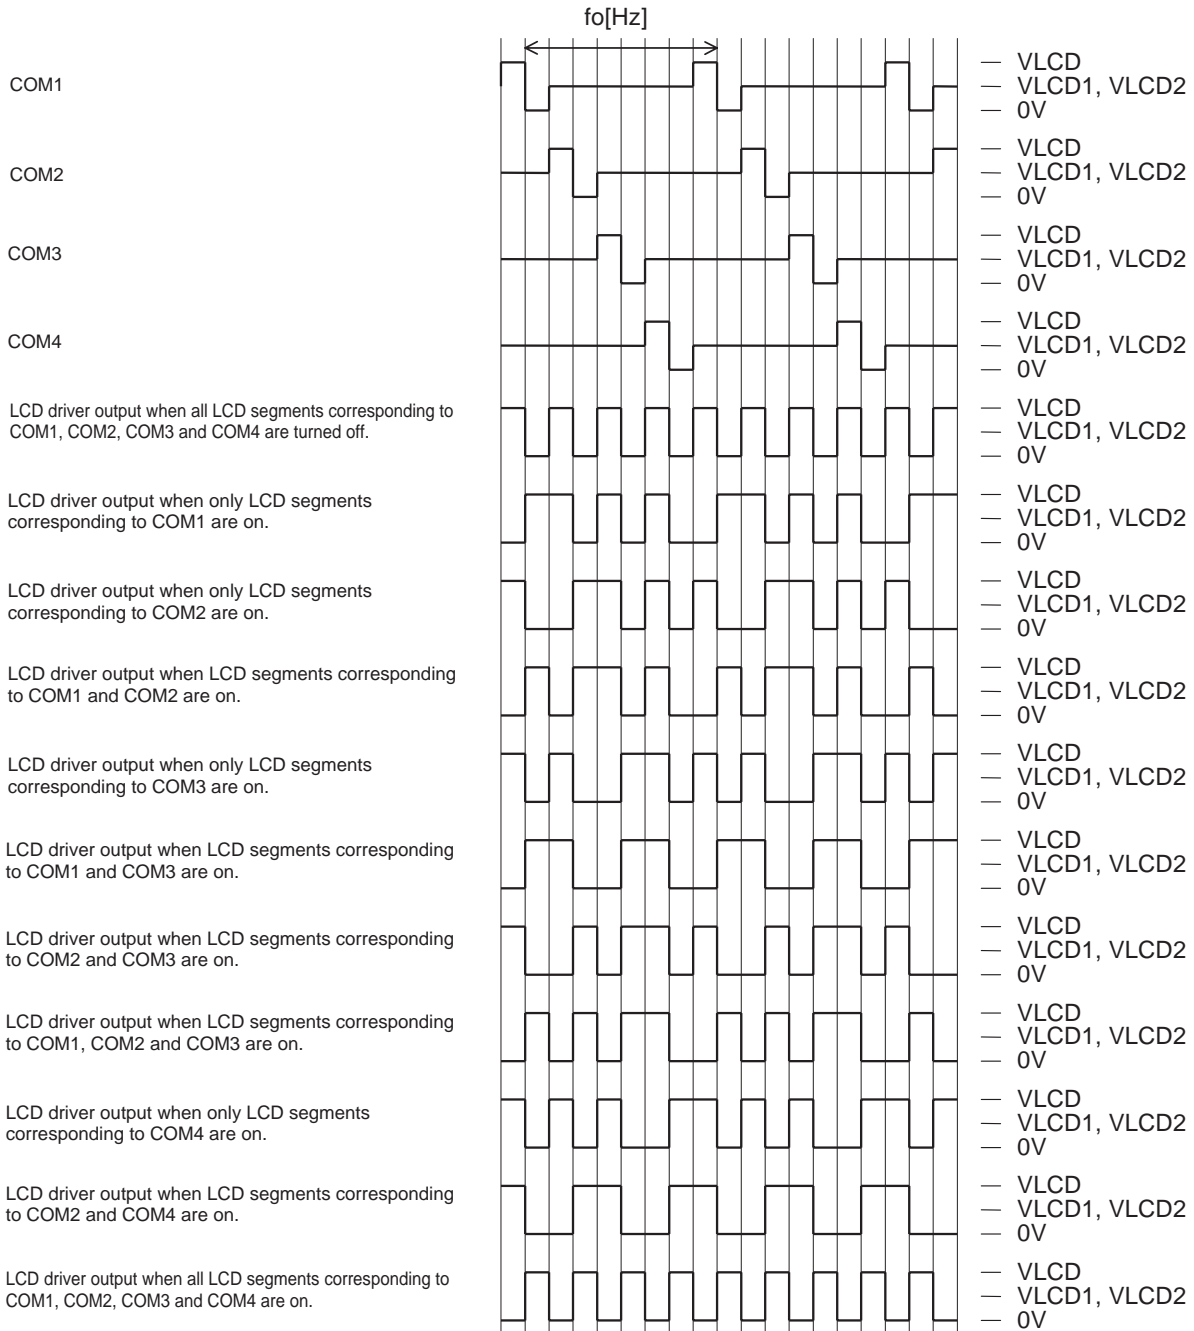 fo[Hz]
COM1
VLCD
VLCD1, VLCD2
0V
COM2
VLCD
VLCD1, VLCD2
0V
COM3
VLCD
VLCD1, VLCD2
0V
COM4
VLCD
VLCD1, VLCD2
0V
LCD driver output when all LCD segments corresponding to
COM1, COM2, COM3 and COM4 are turned off.
VLCD
VLCD1, VLCD2
0V
LCD driver output when only LCD segments
corresponding to COM1 are on.
VLCD
VLCD1, VLCD2
0V
LCD driver output when only LCD segments
corresponding to COM2 are on.
VLCD
VLCD1, VLCD2
0V
LCD driver output when LCD segments corresponding
to COM1 and COM2 are on.
VLCD
VLCD1, VLCD2
0V
LCD driver output when only LCD segments
corresponding to COM3 are on.
VLCD
VLCD1, VLCD2
0V
LCD driver output when LCD segments corresponding
to COM1 and COM3 are on.
VLCD
VLCD1, VLCD2
0V
LCD driver output when LCD segments corresponding
to COM2 and COM3 are on.
VLCD
VLCD1, VLCD2
0V
LCD driver output when LCD segments corresponding
to COM1, COM2 and COM3 are on.
VLCD
VLCD1, VLCD2
0V
LCD driver output when only LCD segments
corresponding to COM4 are on.
VLCD
VLCD1, VLCD2
0V
LCD driver output when LCD segments corresponding
to COM2 and COM4 are on.
VLCD
VLCD1, VLCD2
0V
LCD driver output when all LCD segments corresponding to
COM1, COM2, COM3 and COM4 are on.
VLCD
VLCD1, VLCD2
0V